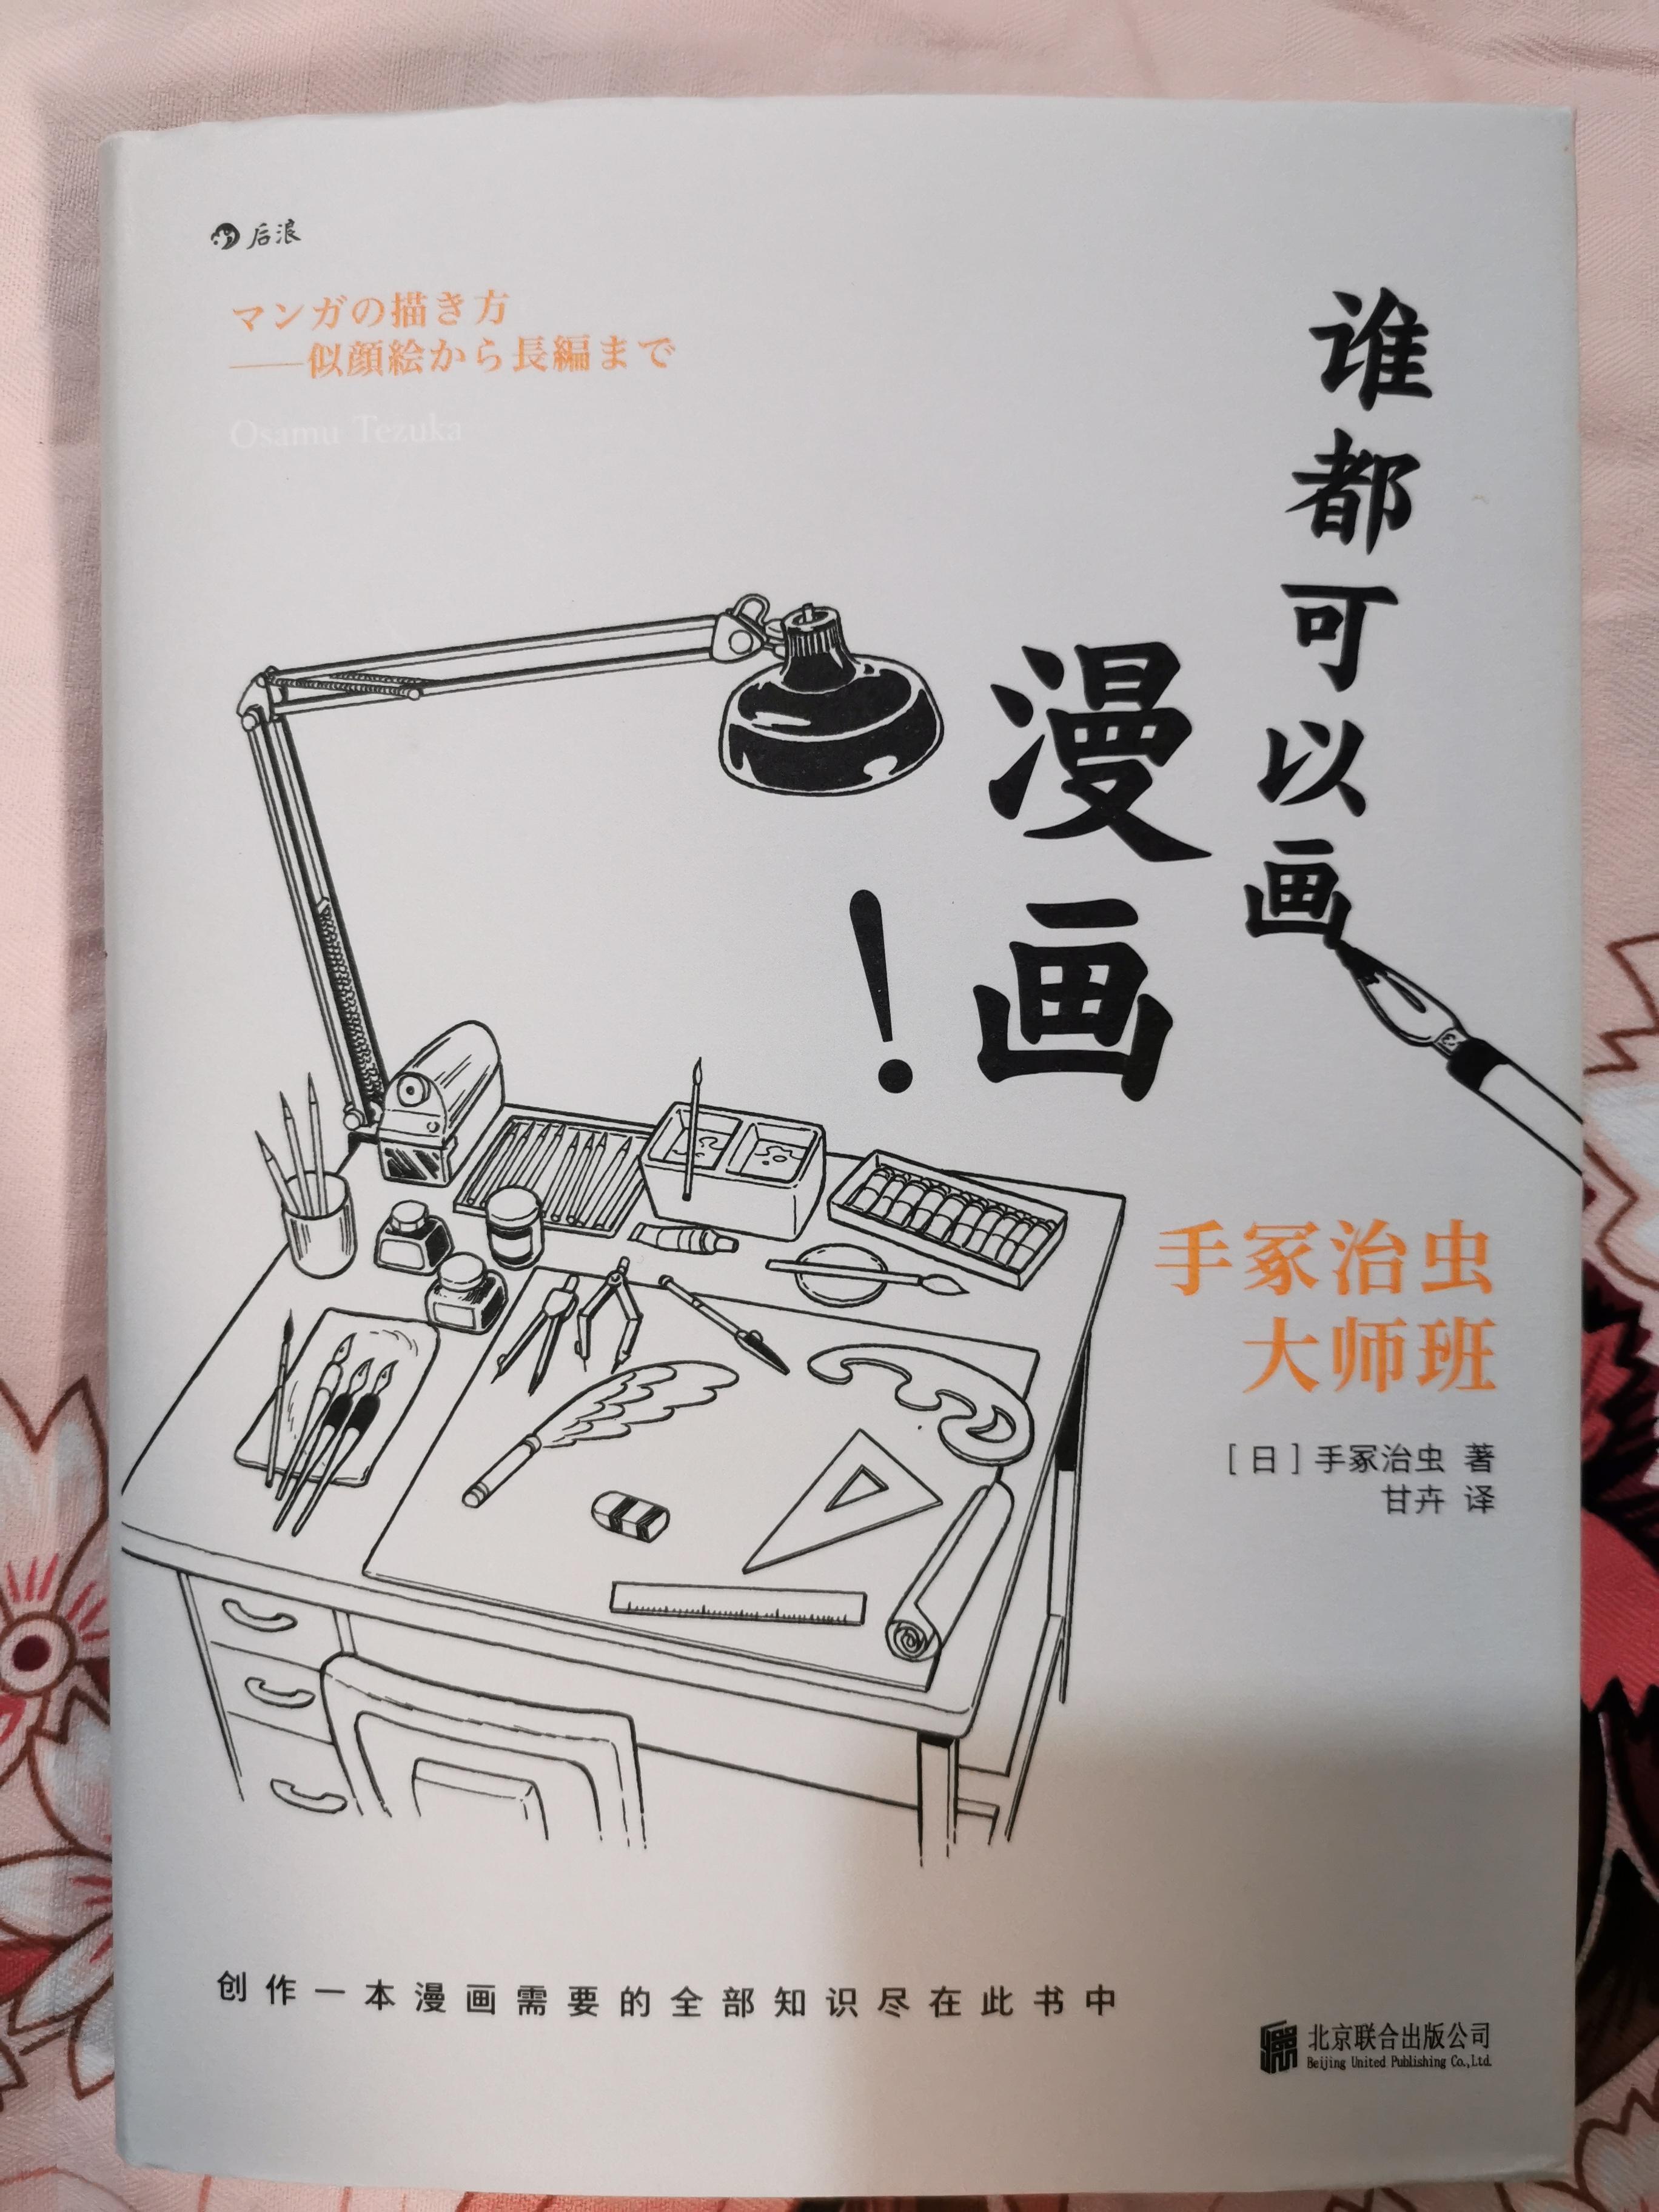 后浪
マンガの描き方
——似顔絵から長編まで
Osamu Tezuka
谁都可以画
漫画
！
手冢治虫
大师班
［日］手冢治虫 著
甘卉 译
创作一本漫画需要的全部知识尽在此书中
北京联合出版公司
Beijing United Publishing Co.,Ltd.